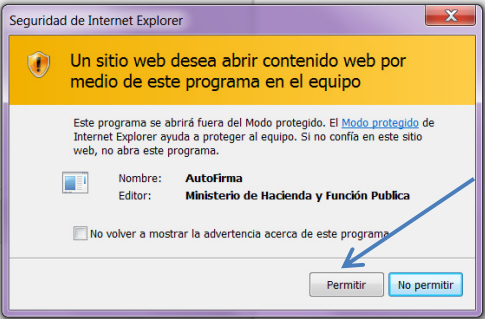 Seguridad de Internet Explorer
Un sitio web desea abrir contenido web por
medio de este programa en el equipo
Este programa se abrirá fuera del Modo protegido. El Modo protegido de
Internet Explorer ayuda a proteger al equipo. Si no confía en este sitio
web, no abra este programa.
Nombre: AutoFirma
Editor: Ministerio de Hacienda y Función Publica
No volver a mostrar la advertencia acerca de este programa
Permitir No permitir